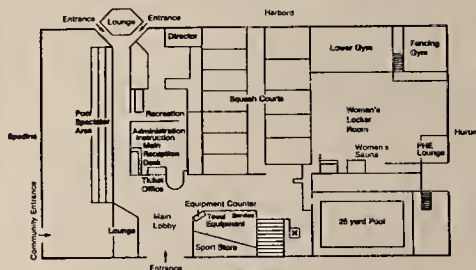 Harbord
Entrance
Lounge
Entrance
Director
Lower Gym
Fencing
Gym
Squash Courts
Pool
Spectator
Area
Recreation
Women's
Locker
Room
Spadina
Huron
Administration
Instruction
Main
Reception
Desk
Ticket
Office
Women's
Sauna
PHE
Lounge
Community Entrance
Equipment Counter
Towel Service
Equipment
Main
Lobby
Lounge
Sport Store
25 yard Pool
Entrance